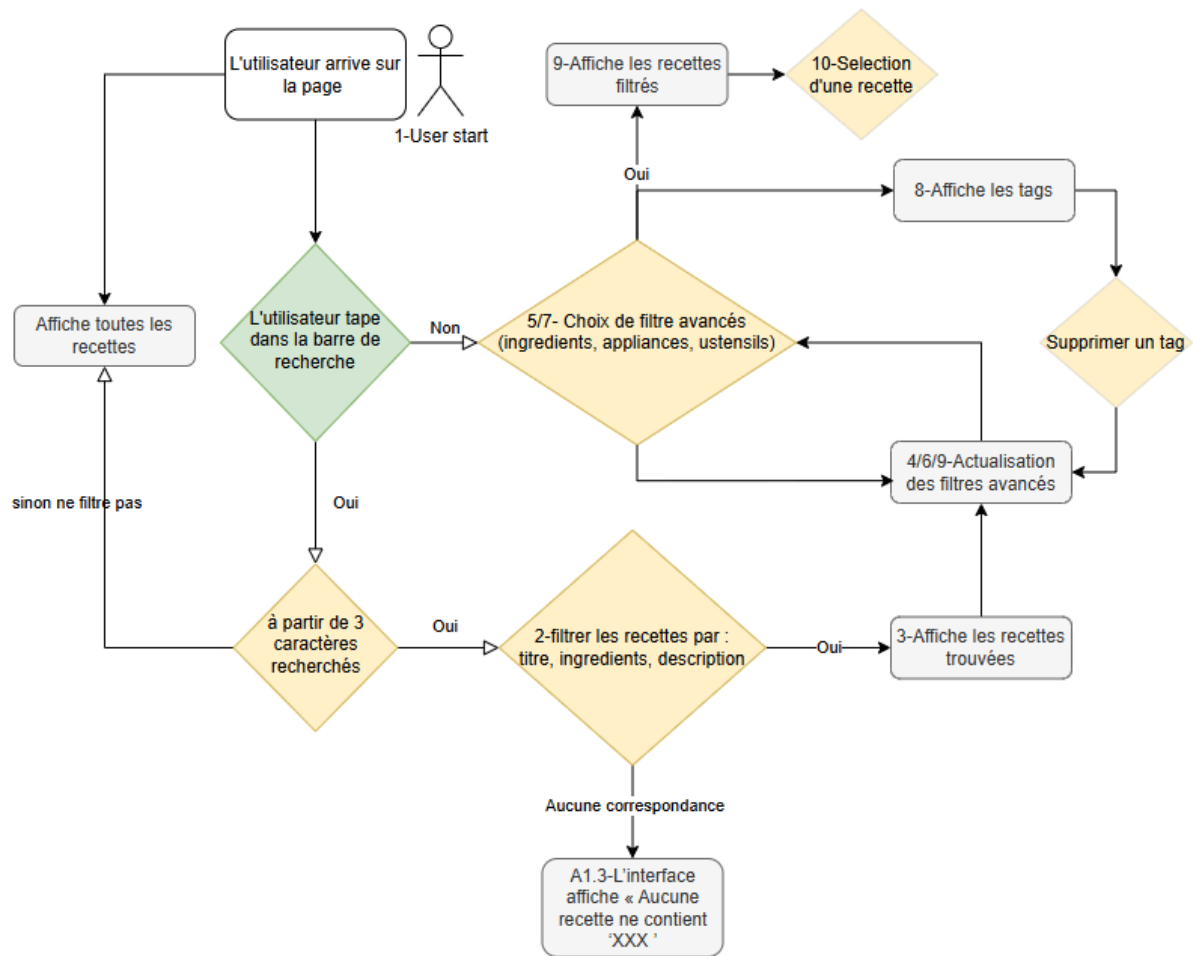 L'utilisateur arrive sur
la page
1-User start
9-Affiche les recettes
filtrés
10-Selection
d'une recette
Oui
8-Affiche les tags
Affiche toutes les
recettes
L'utilisateur tape
dans la barre de
recherche
Non
5/7- Choix de filtre avancés
(ingredients, appliances, ustensils)
Supprimer un tag
4/6/9-Actualisation
des filtres avancés
sinon ne filtre pas
Oui
à partir de 3
caractères
recherchés
Oui
2-filtrer les recettes par :
titre, ingredients, description
Oui
3-Affiche les recettes
trouvées
Aucune correspondance
A1.3-L'interface
affiche « Aucune
recette ne contient
‘XXX ’